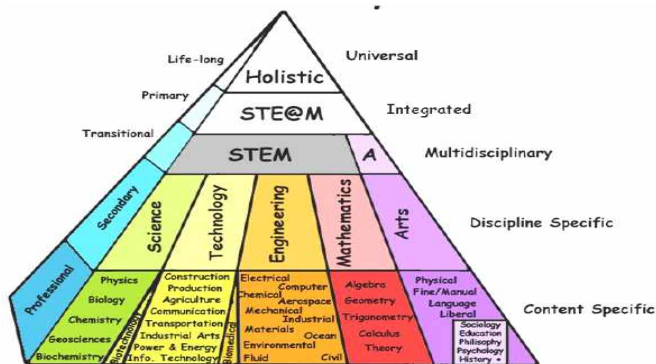 Life-long
Holistic
Universal
Primary
STE@M
Integrated
Transitional
STEM
A
Multidisciplinary
Secondary
Science
Technology
Engineering
Mathematics
Arts
Discipline Specific
Professional
Physics
Biology
Chemistry
Geosciences
Biochemistry
Biotechnology
Construction
Production
Agriculture
Communication
Transportation
Industrial Arts
Power & Energy
Info. Technology
Biomedical
Electrical
Computer
Chemical
Aerospace
Mechanical
Industrial
Materials
Ocean
Environmental
Fluid Civil
Algebra
Geometry
Trigonometry
Calculus
Theory
Physical
Fine/Manual
Language
Liberal
Sociology
Education
Philisophy
Psychology
History +
Content Specific